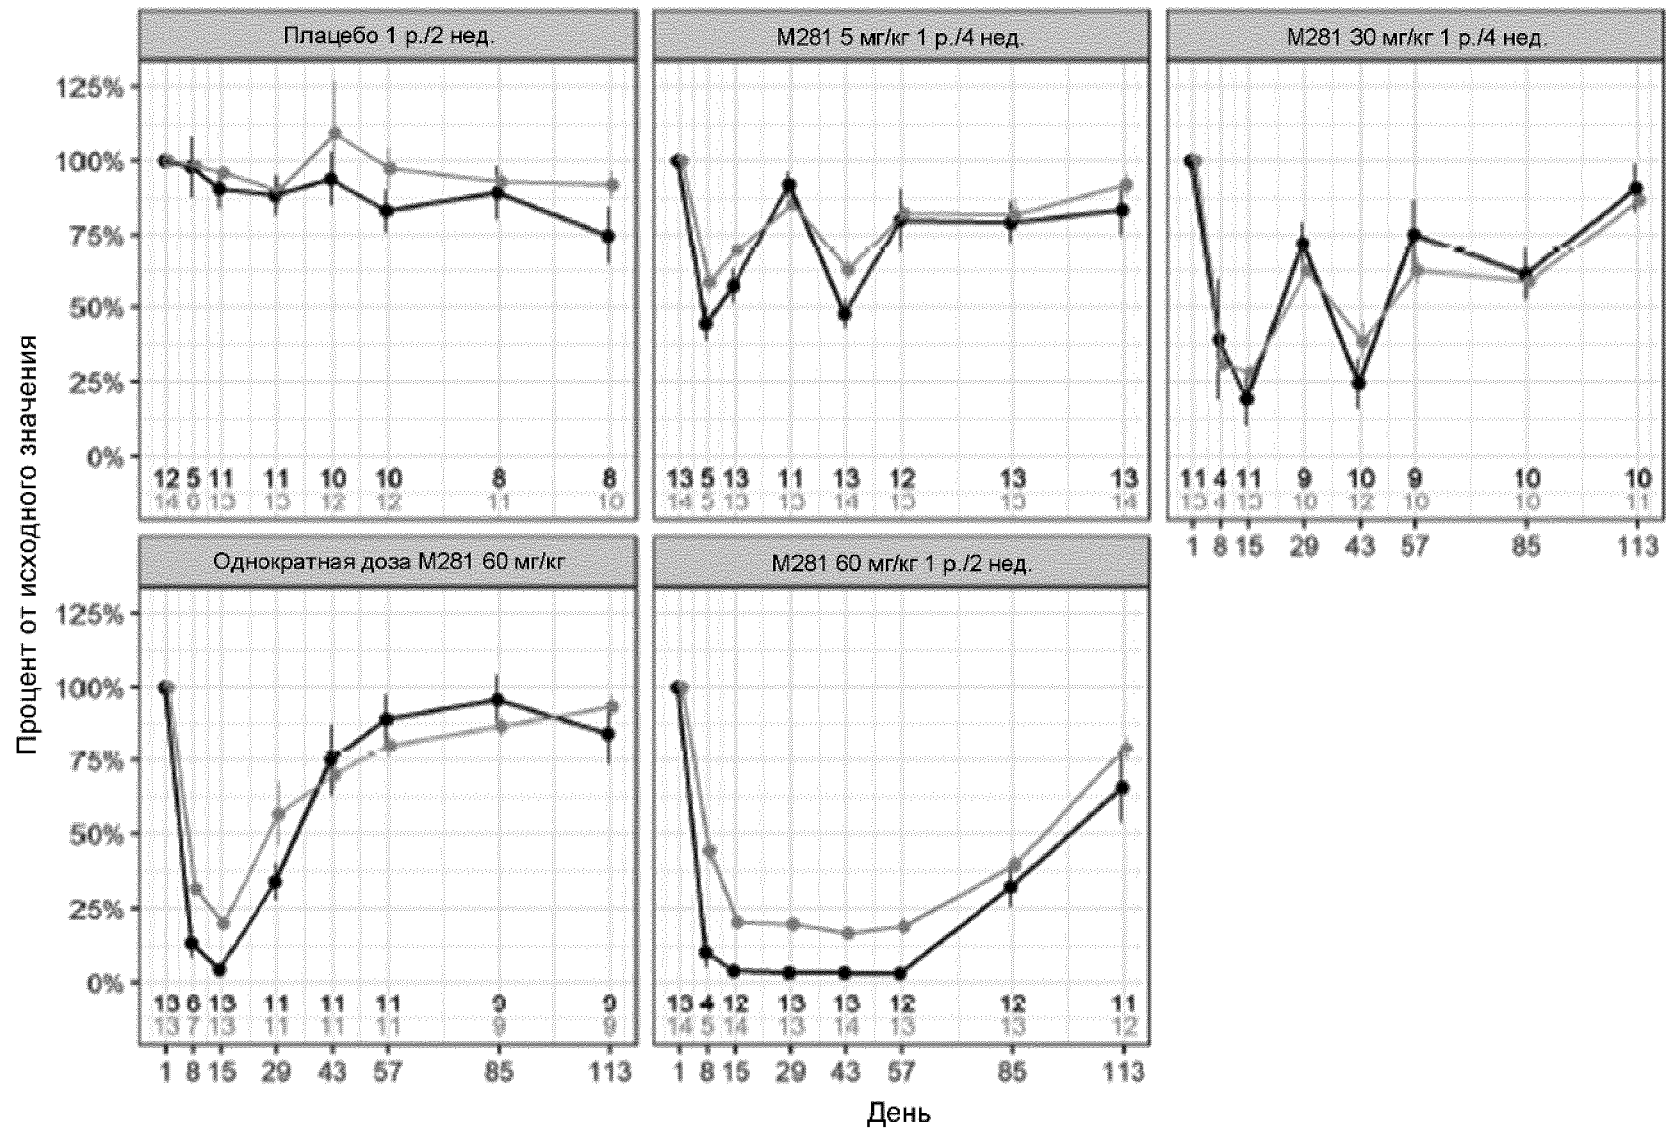 Плацебо 1 р./2 нед.
M281 5 мг/кг 1 р./4 нед.
M281 30 мг/кг 1 р./4 нед.
Процент от исходного значения
125%
100%
75%
50%
25%
0%
12 5 11 11 10 10 8 8
14 6 13 13 12 12 11 10
13 5 13 11 13 12 13 13
14 5 13 13 14 13 13 14
11 4 11 9 10 9 10 10
13 4 13 10 12 10 10 11
1 8 15 29 43 57 85 113
Однократная доза M281 60 мг/кг
M281 60 мг/кг 1 р./2 нед.
125%
100%
75%
50%
25%
0%
13 6 13 11 11 11 9 9
13 7 13 11 11 11 9 9
13 4 12 13 13 12 12 11
14 5 14 13 14 13 13 12
1 8 15 29 43 57 85 113
1 8 15 29 43 57 85 113
День